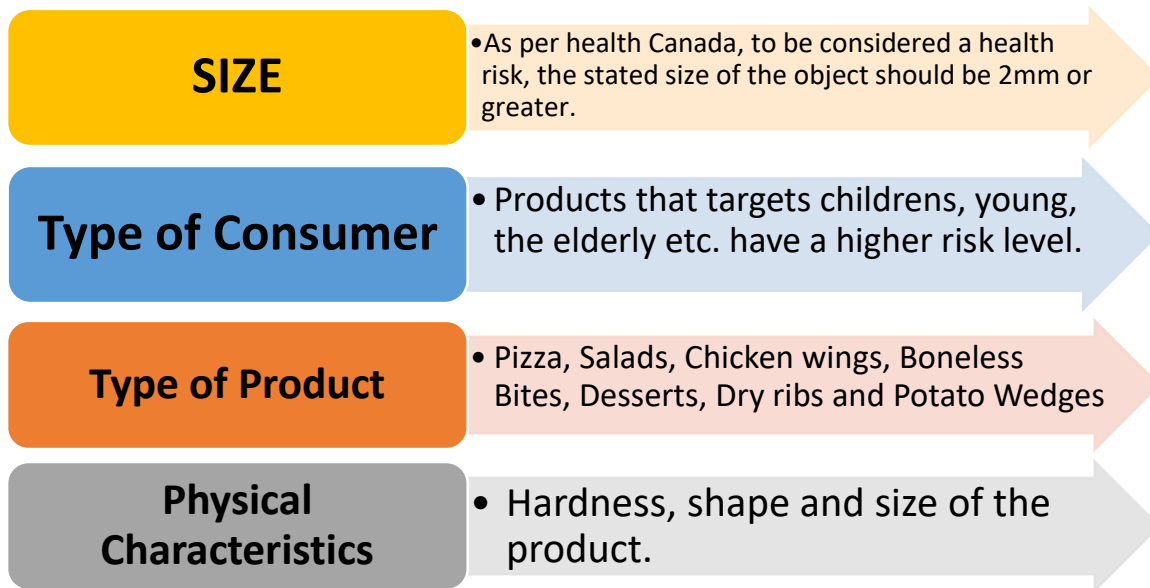 SIZE
•As per health Canada, to be considered a health
risk, the stated size of the object should be 2mm or
greater.
Type of Consumer
• Products that targets childrens, young,
the elderly etc. have a higher risk level.
Type of Product
• Pizza, Salads, Chicken wings, Boneless
Bites, Desserts, Dry ribs and Potato Wedges
Physical
Characteristics
• Hardness, shape and size of the
product.